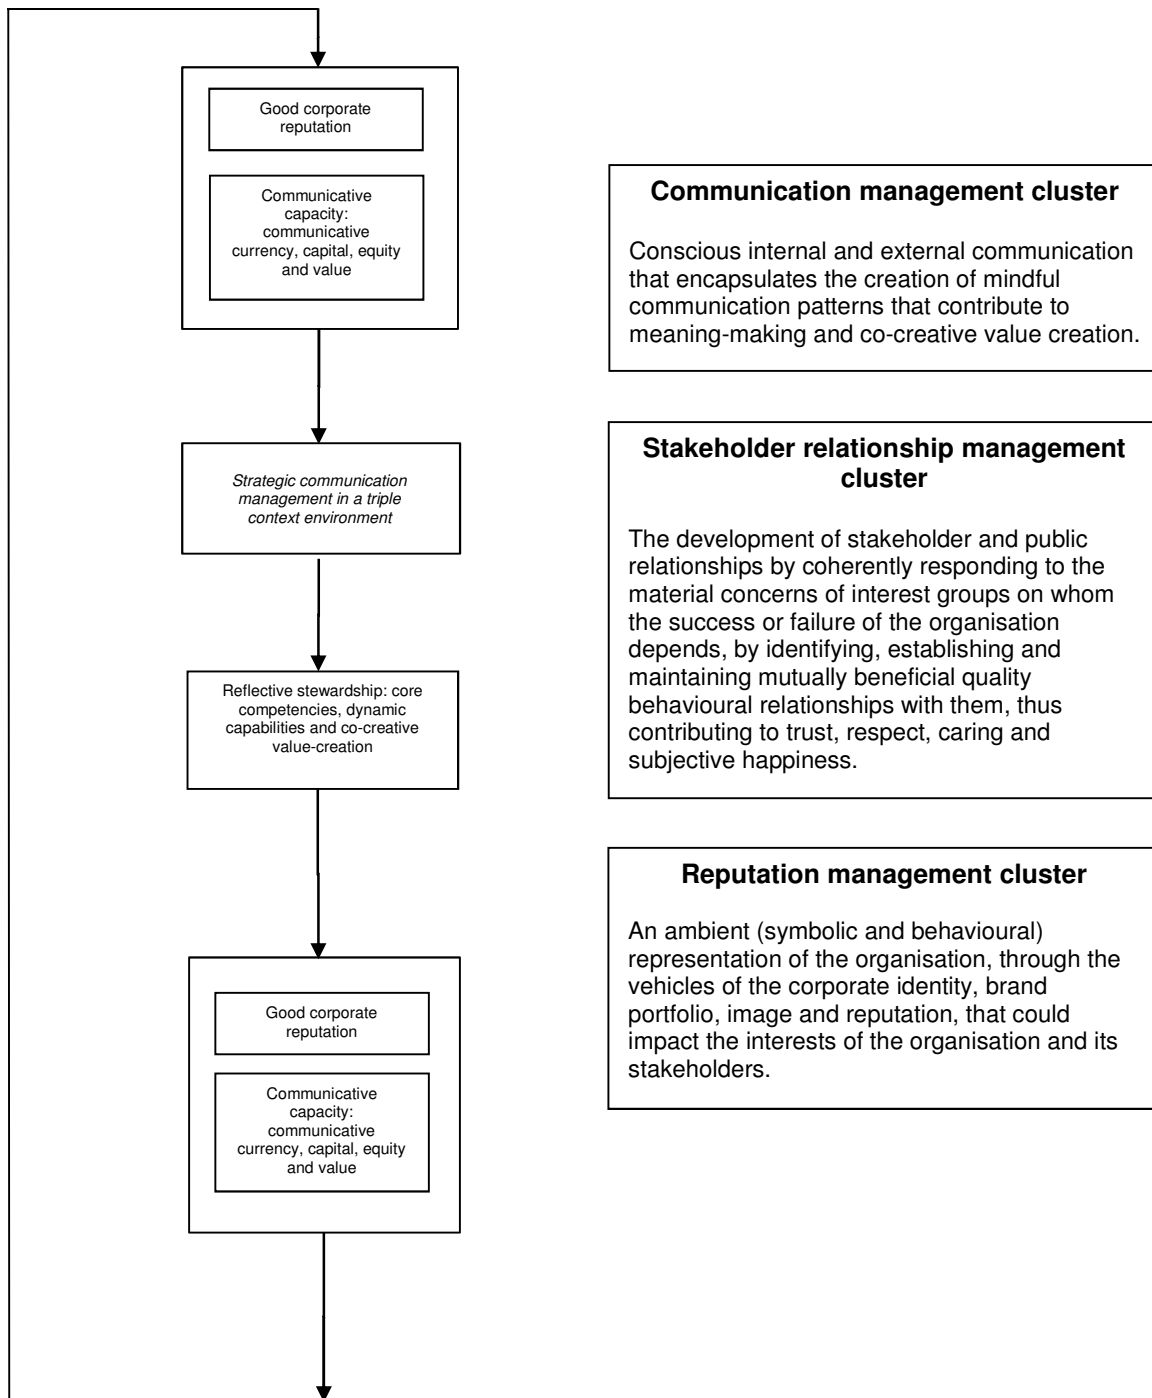 Good corporate
reputation
Communicative
capacity:
communicative
currency, capital, equity
and value
Strategic communication
management in a triple
context environment
Reflective stewardship: core
competencies, dynamic
capabilities and co-creative
value-creation
Good corporate
reputation
Communicative
capacity:
communicative
currency, capital, equity
and value
Communication management cluster
Conscious internal and external communication
that encapsulates the creation of mindful
communication patterns that contribute to
meaning-making and co-creative value creation.
Stakeholder relationship management
cluster
The development of stakeholder and public
relationships by coherently responding to the
material concerns of interest groups on whom
the success or failure of the organisation
depends, by identifying, establishing and
maintaining mutually beneficial quality
behavioural relationships with them, thus
contributing to trust, respect, caring and
subjective happiness.
Reputation management cluster
An ambient (symbolic and behavioural)
representation of the organisation, through the
vehicles of the corporate identity, brand
portfolio, image and reputation, that could
impact the interests of the organisation and its
stakeholders.